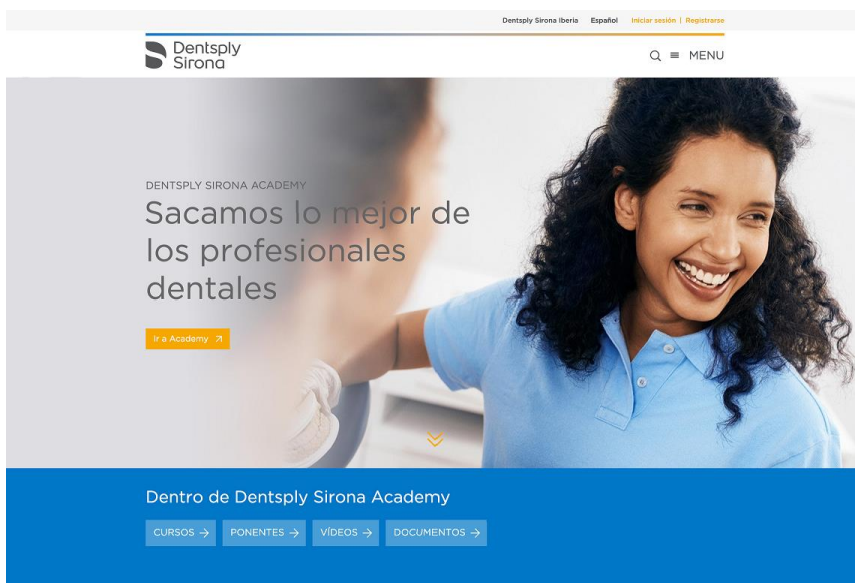 Dentsply Sirona Iberia Español Iniciar sesión | Registrarse
Dentsply
Sirona
MENU
DENTSPLY SIRONA ACADEMY
Sacamos lo mejor de
los profesionales
dentales
Ir a Academy
Dentro de Dentsply Sirona Academy
CURSOS PONENTES VÍDEOS DOCUMENTOS